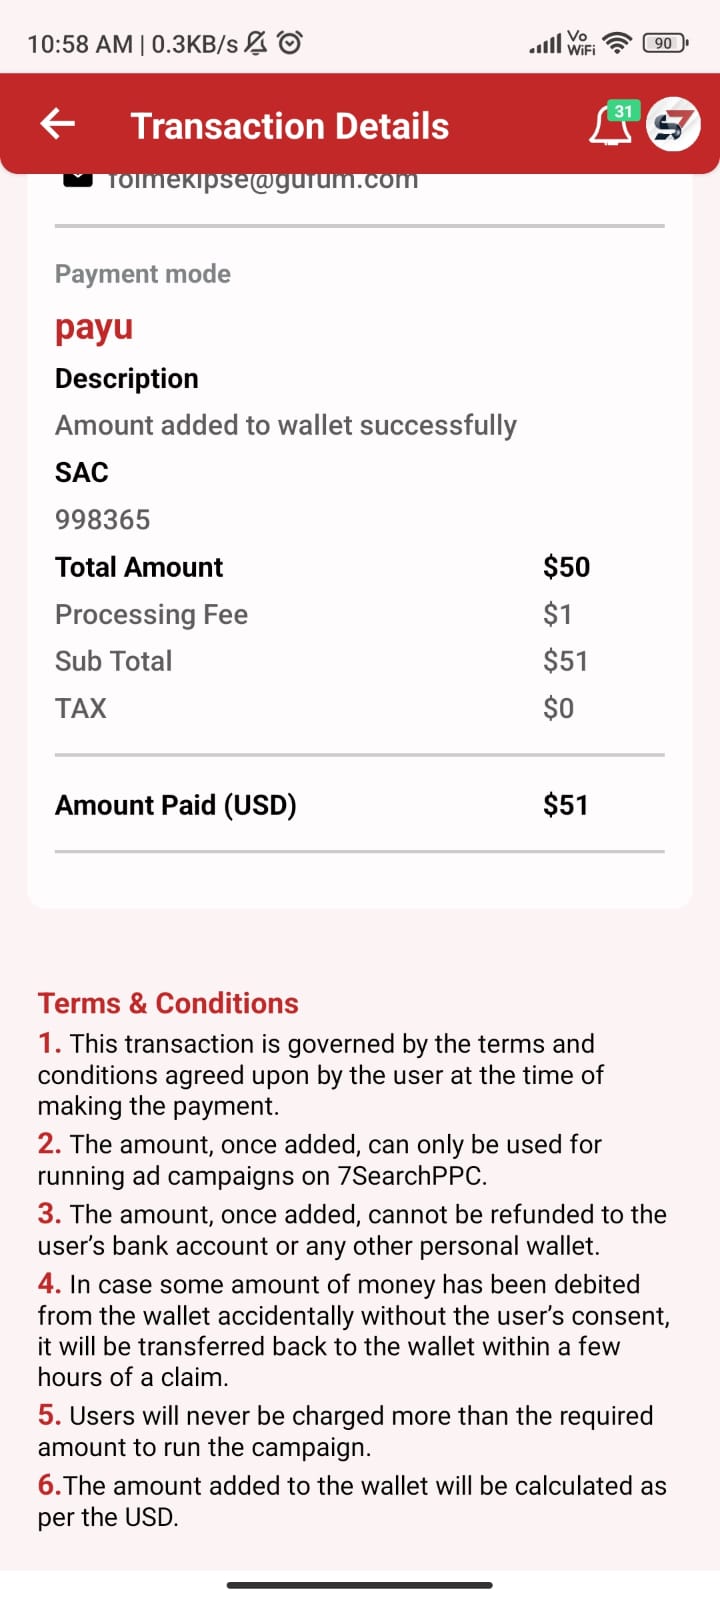 10:58 AM | 0.3KB/s
Vo
WiFi
90
Transaction Details
31
Payment mode
payu
Description
Amount added to wallet successfully
SAC
998365
Total Amount $50
Processing Fee $1
Sub Total $51
TAX $0
Amount Paid (USD) $51
Terms & Conditions
1. This transaction is governed by the terms and
conditions agreed upon by the user at the time of
making the payment.
2. The amount, once added, can only be used for
running ad campaigns on 7SearchPPC.
3. The amount, once added, cannot be refunded to the
user’s bank account or any other personal wallet.
4. In case some amount of money has been debited
from the wallet accidentally without the user’s consent,
it will be transferred back to the wallet within a few
hours of a claim.
5. Users will never be charged more than the required
amount to run the campaign.
6.The amount added to the wallet will be calculated as
per the USD.